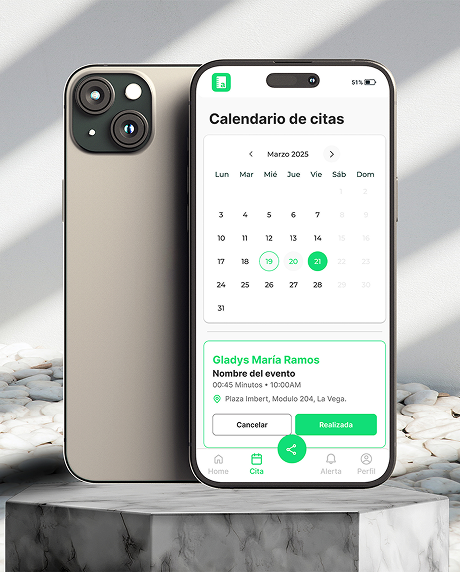 51%
Calendario de citas
Marzo 2025
Lun Mar Mié Jue Vie Sáb Dom
1 2
3 4 5 6 7 8 9
10 11 12 13 14 15 16
17 18 19 20 21 22 23
24 25 26 27 28 29 30
31
Gladys María Ramos
Nombre del evento
00:45 Minutos • 10:00AM
Plaza Imbert, Modulo 204, La Vega.
Cancelar Realizada
Home Cita Alerta Perfil